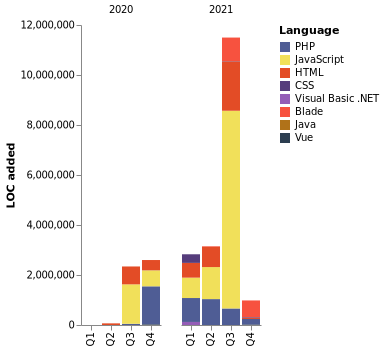 2020 2021
Language
PHP
JavaScript
HTML
CSS
Visual Basic .NET
Blade
Java
Vue
LOC added
12,000,000
10,000,000
8,000,000
6,000,000
4,000,000
2,000,000
0
Q1 Q2 Q3 Q4 Q1 Q2 Q3 Q4